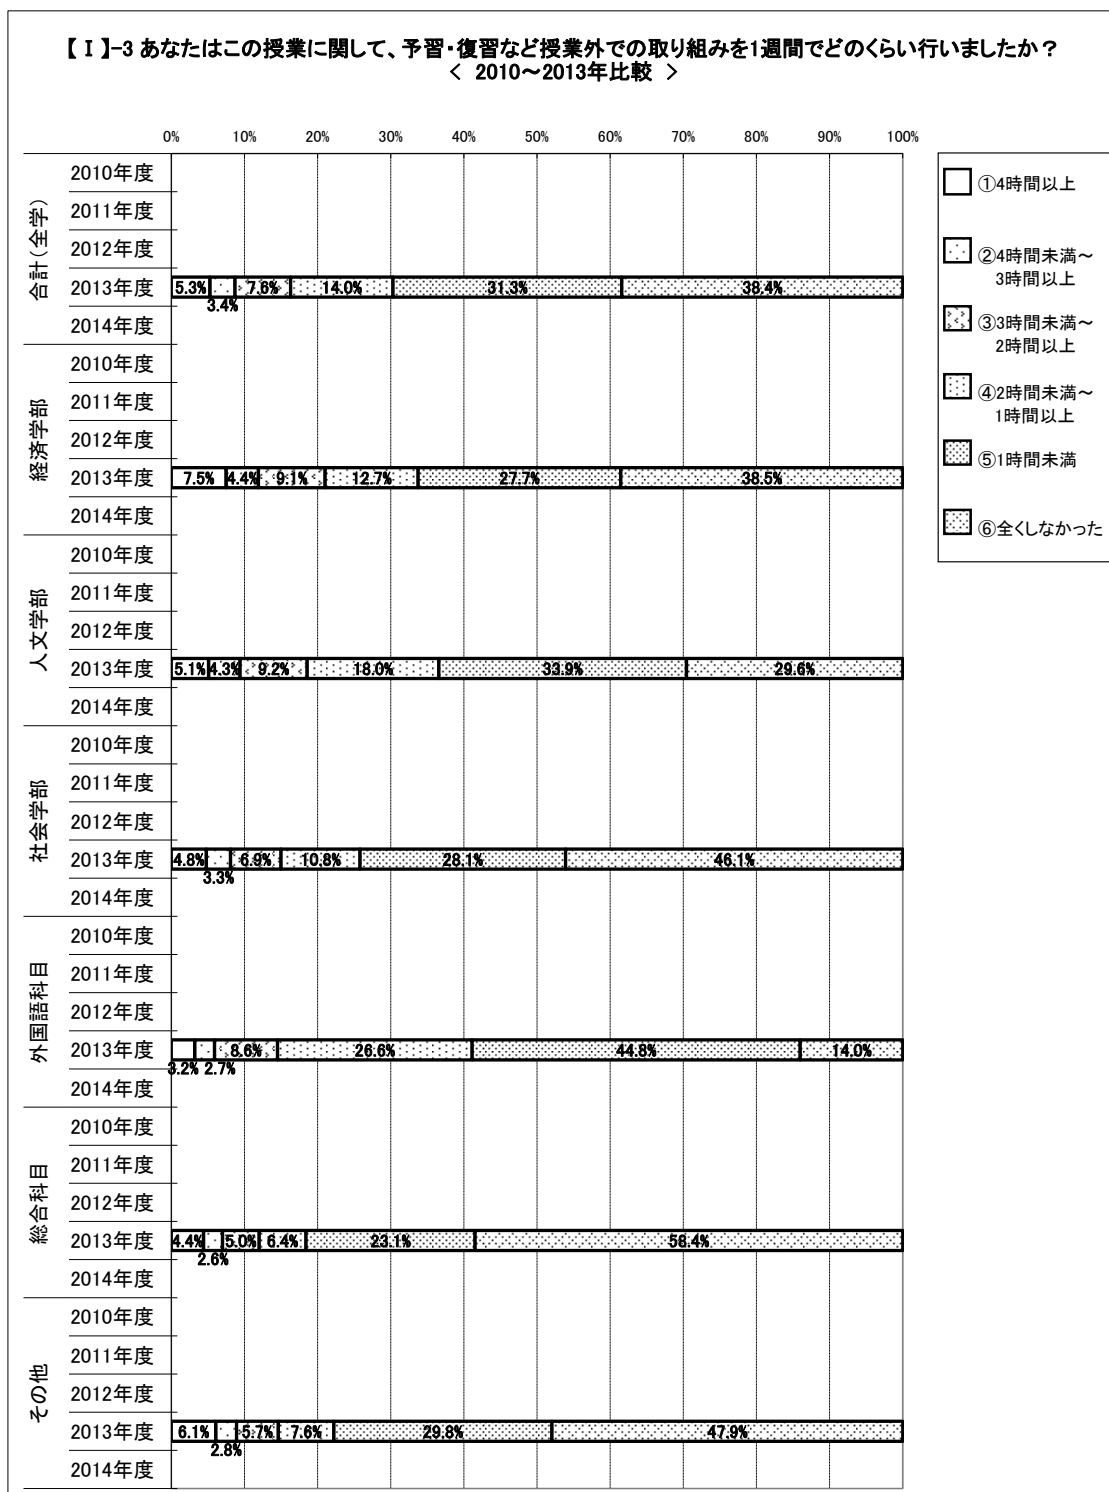 【Ⅰ】-3 あなたはこの授業に関して、予習・復習など授業外での取り組みを1週間でどのくらい行いましたか？
＜ 2010～2013年比較 ＞
0% 10% 20% 30% 40% 50% 60% 70% 80% 90% 100%
合計（全学）
2010年度
2011年度
2012年度
2013年度 5.3% 3.4% 7.6% 14.0% 31.3% 38.4%
2014年度
経済学部
2010年度
2011年度
2012年度
2013年度 7.5% 4.4% 9.1% 12.7% 27.7% 38.5%
2014年度
人文学部
2010年度
2011年度
2012年度
2013年度 5.1% 4.3% 9.2% 18.0% 33.9% 29.6%
2014年度
社会学部
2010年度
2011年度
2012年度
2013年度 4.8% 3.3% 6.9% 10.8% 28.1% 46.1%
2014年度
外国語科目
2010年度
2011年度
2012年度
2013年度 3.2% 2.7% 8.6% 26.6% 44.8% 14.0%
2014年度
総合科目
2010年度
2011年度
2012年度
2013年度 4.4% 2.6% 5.0% 6.4% 23.1% 58.4%
2014年度
その他
2010年度
2011年度
2012年度
2013年度 6.1% 2.8% 5.7% 7.6% 29.8% 47.9%
2014年度
①4時間以上
②4時間未満～
3時間以上
③3時間未満～
2時間以上
④2時間未満～
1時間以上
⑤1時間未満
⑥全くしなかった